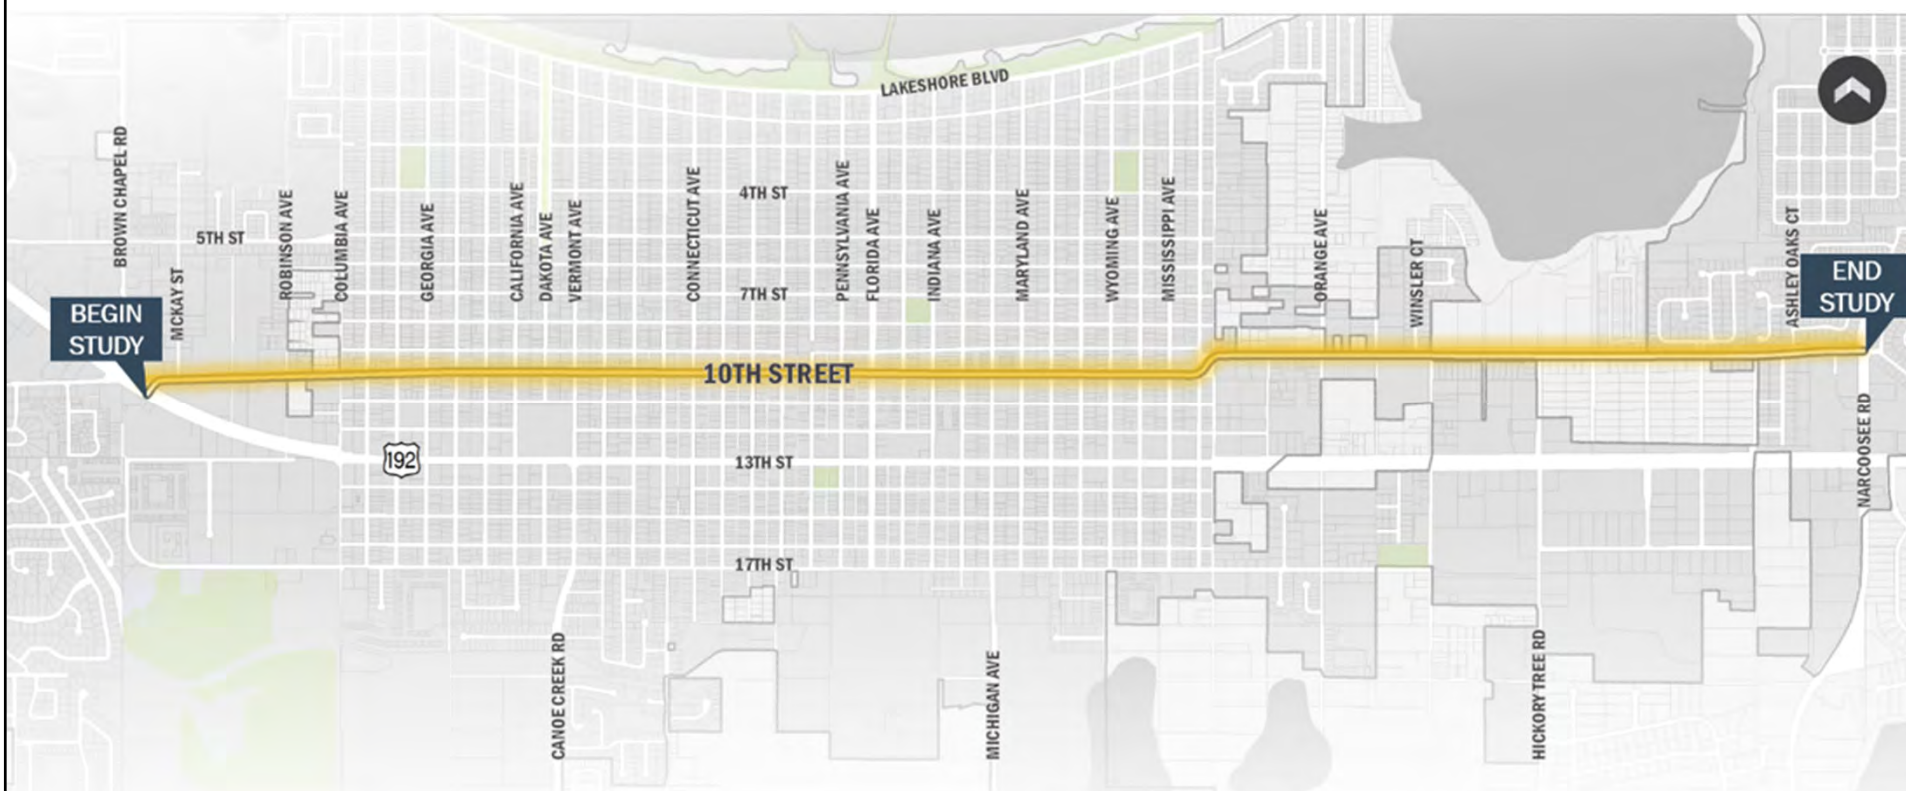 LAKESHORE BLVD
BROWN CHAPEL RD
MCKAY ST
5TH ST
ROBINSON AVE
COLUMBIA AVE
GEORGIA AVE
CALIFORNIA AVE
DAKOTA AVE
VERMONT AVE
CONNECTICUT AVE
4TH ST
7TH ST
PENNSYLVANIA AVE
FLORIDA AVE
INDIANA AVE
MARYLAND AVE
WYOMING AVE
MISSISSIPPI AVE
ORANGE AVE
WINSLER CT
ASHLEY OAKS CT
BEGIN
STUDY
END
STUDY
10TH STREET
192
13TH ST
NARCOOSEE RD
17TH ST
CANOE CREEK RD
MICHIGAN AVE
HICKORY TREE RD